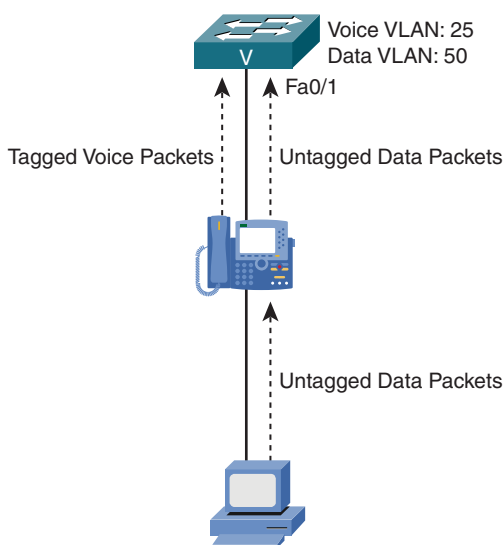 Voice VLAN: 25
Data VLAN: 50
V
Fa0/1
Tagged Voice Packets
Untagged Data Packets
Untagged Data Packets